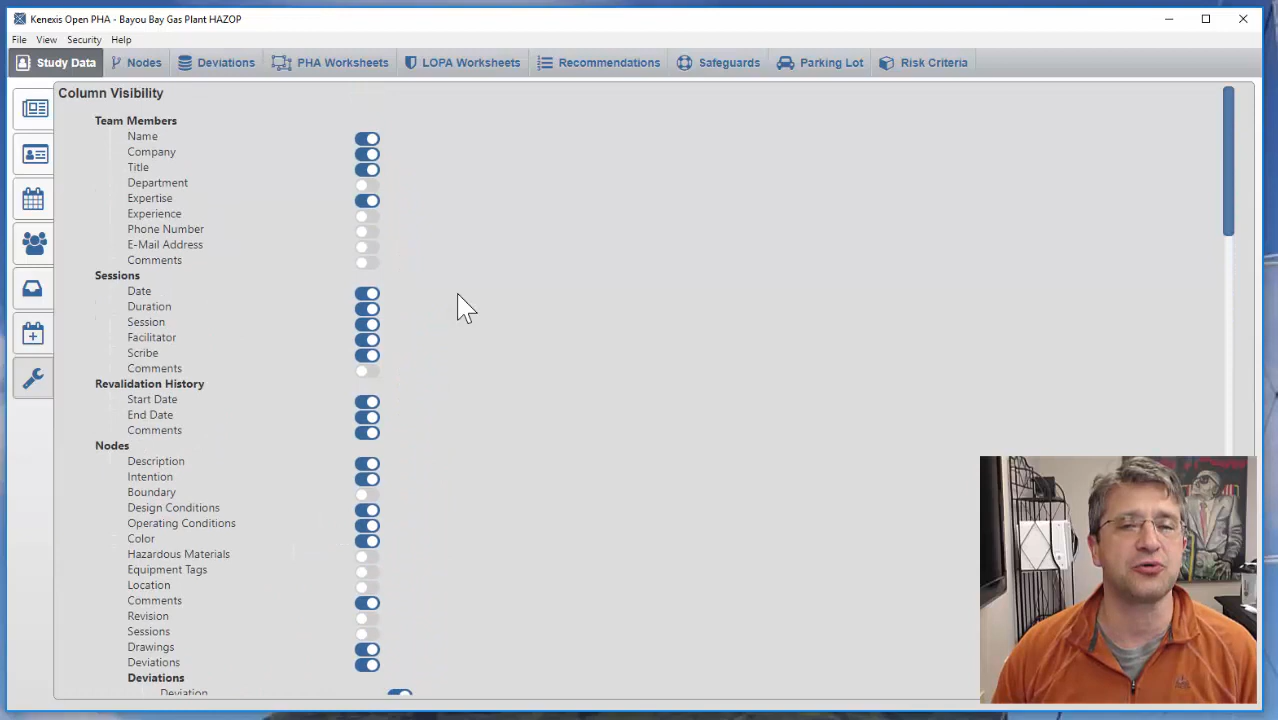 Kenexis Open PHA - Bayou Bay Gas Plant HAZOP
File View Security Help
Study Data Nodes Deviations PHA Worksheets LOPA Worksheets Recommendations Safeguards Parking Lot Risk Criteria
Column Visibility
Team Members
Name
Company
Title
Department
Expertise
Experience
Phone Number
E-Mail Address
Comments
Sessions
Date
Duration
Session
Facilitator
Scribe
Comments
Revalidation History
Start Date
End Date
Comments
Nodes
Description
Intention
Boundary
Design Conditions
Operating Conditions
Color
Hazardous Materials
Equipment Tags
Location
Comments
Revision
Sessions
Drawings
Deviations
Deviations
Deviation